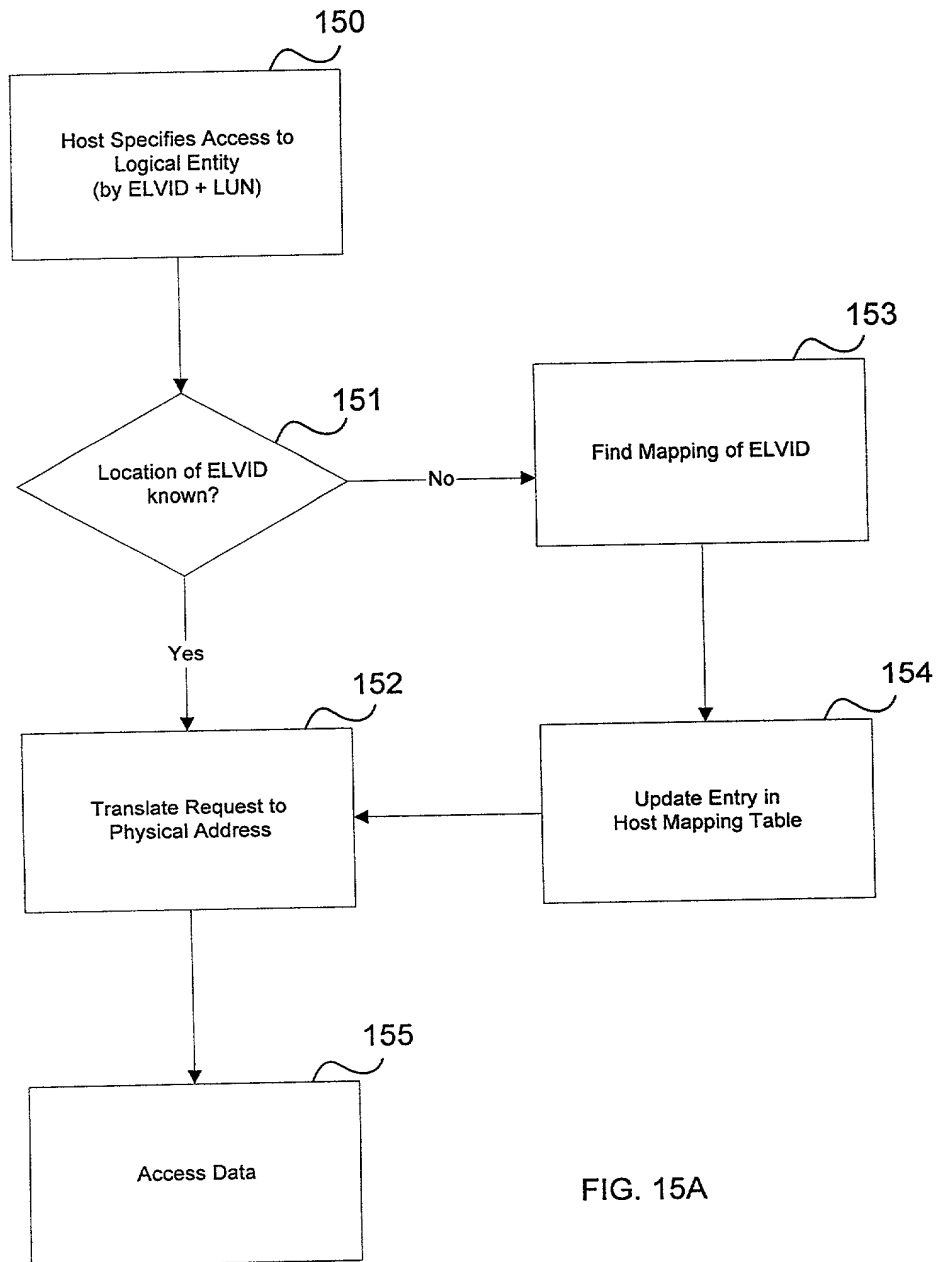 150
Host Specifies Access to
Logical Entity
(by ELVID + LUN)
151
Location of ELVID
known?
No
153
Find Mapping of ELVID
Yes
152
Translate Request to
Physical Address
154
Update Entry in
Host Mapping Table
155
Access Data
FIG. 15A